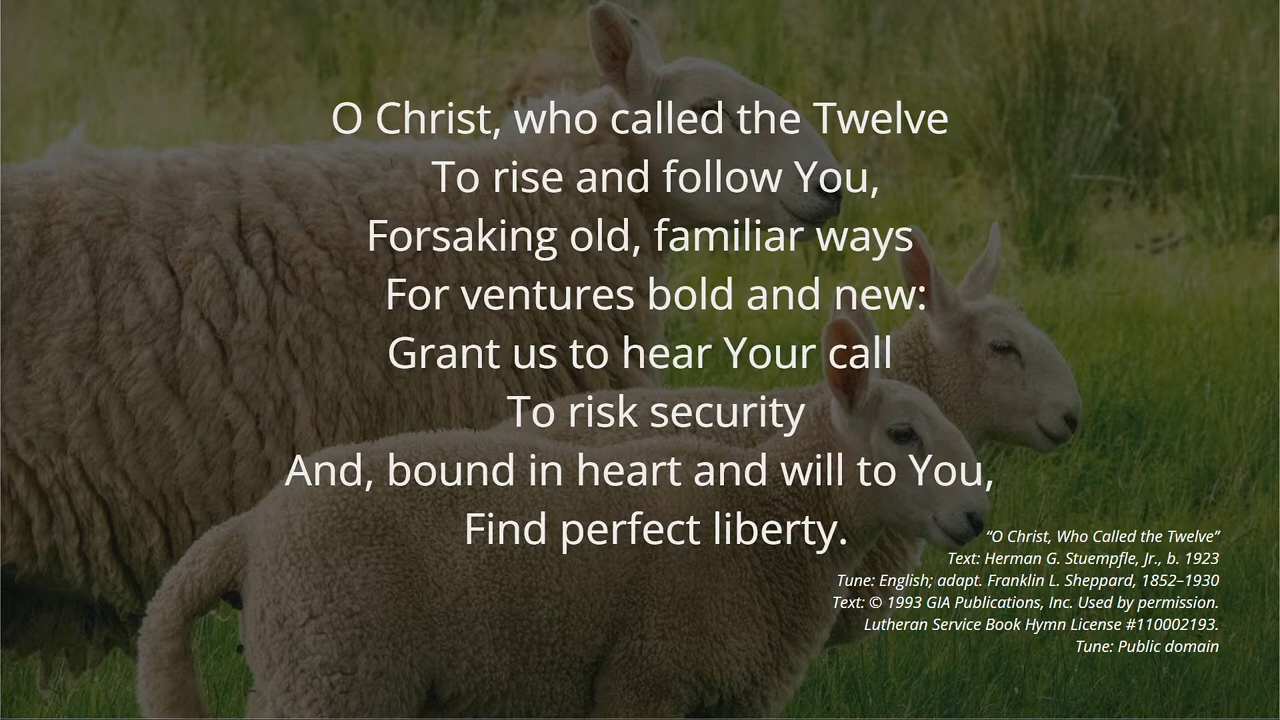 O Christ, who called the Twelve
To rise and follow You,
Forsaking old, familiar ways
For ventures bold and new:
Grant us to hear Your call
To risk security
And, bound in heart and will to You,
Find perfect liberty.
“O Christ, Who Called the Twelve”
Text: Herman G. Stuempfle, Jr., b. 1923
Tune: English; adapt. Franklin L. Sheppard, 1852–1930
Text: © 1993 GIA Publications, Inc. Used by permission.
Lutheran Service Book Hymn License #110002193.
Tune: Public domain